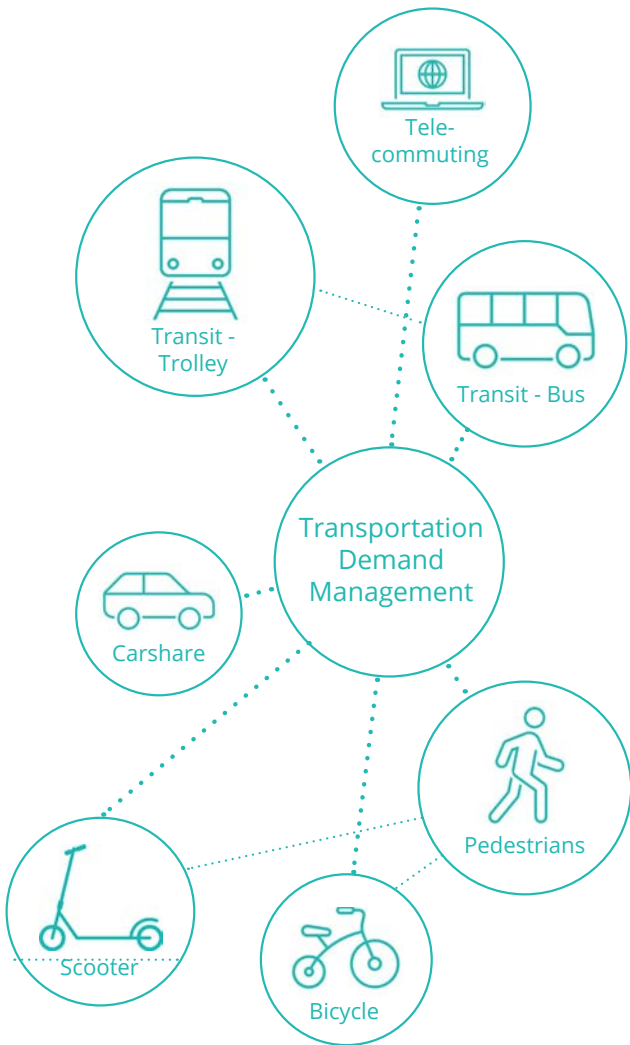 Tele-
commuting
Transit -
Trolley
Transit - Bus
Transportation
Demand
Management
Carshare
Pedestrians
Scooter
Bicycle